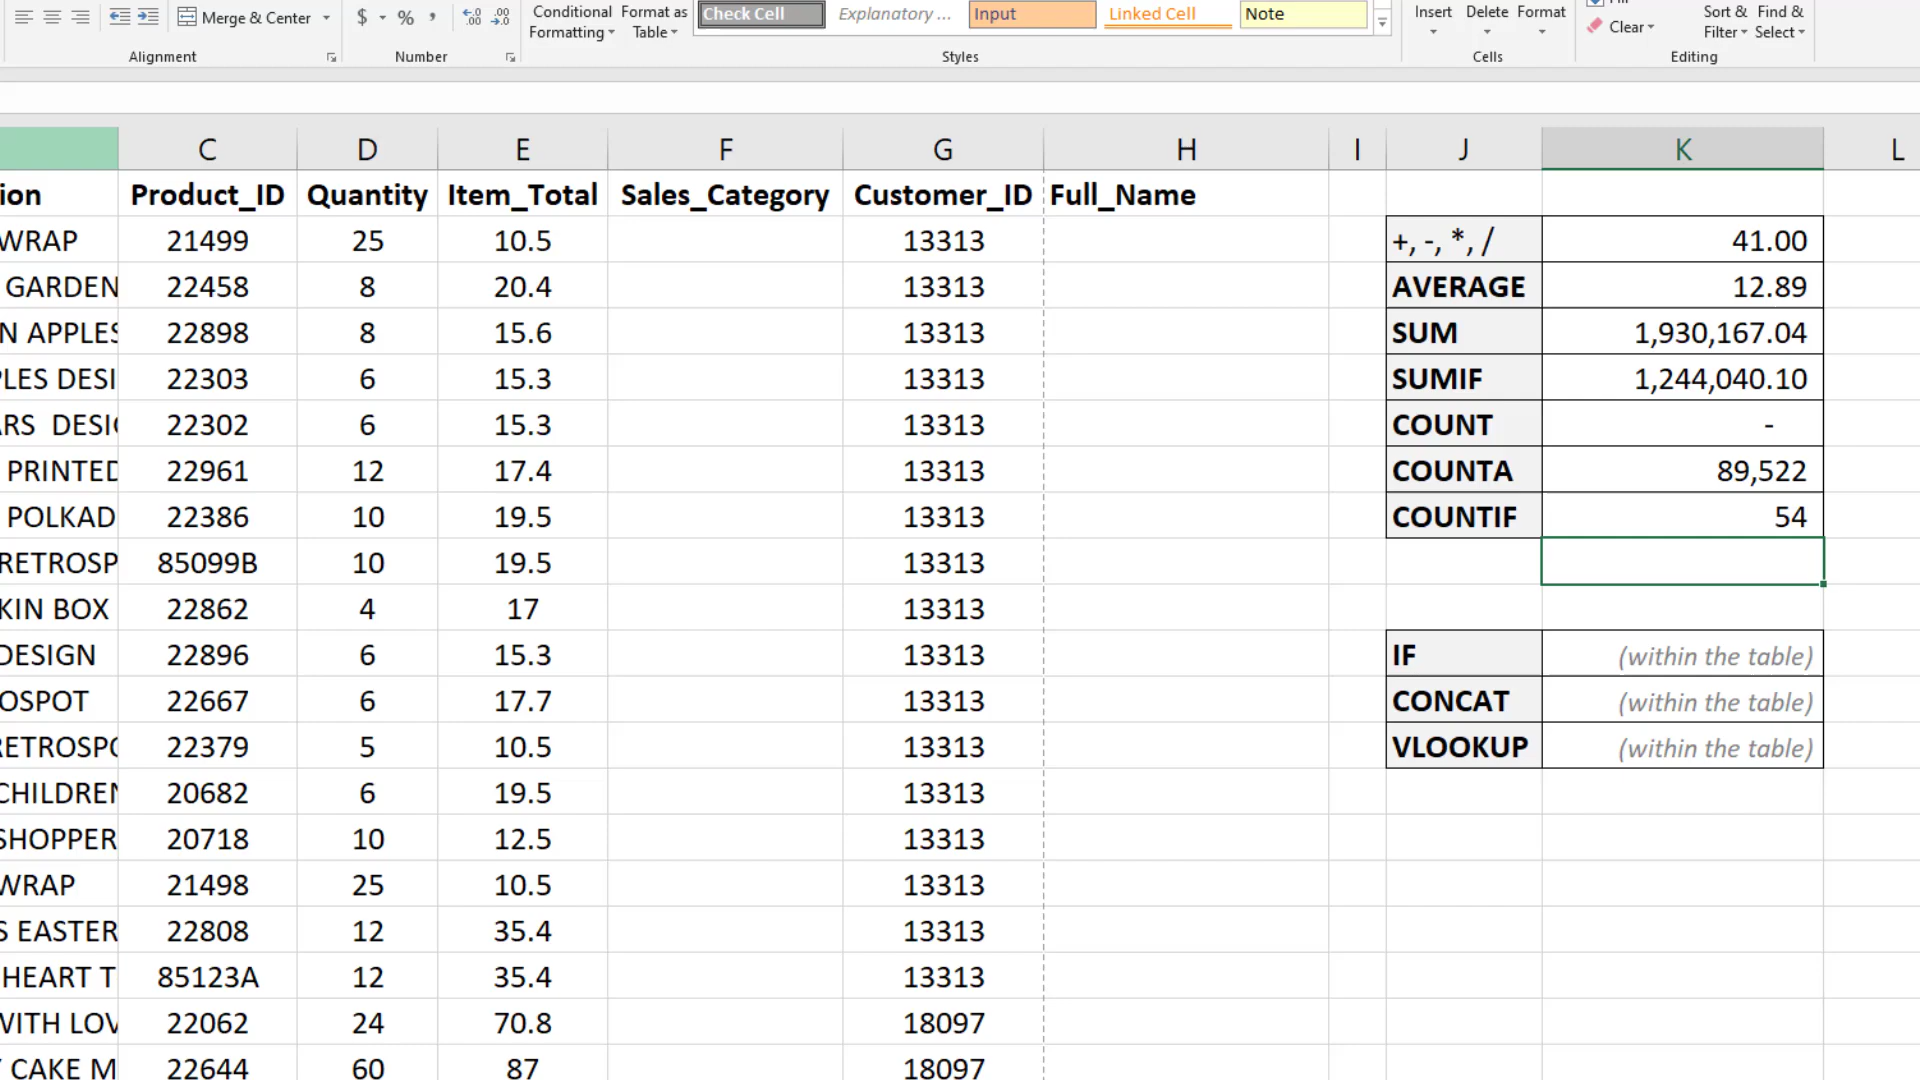 Merge & Center $ % , Conditional Format as Check Cell Explanatory ... Input Linked Cell Note Insert Delete Format Sort & Find &
Formatting Table Clear Filter Select
Alignment Number Styles Cells Editing
C D E F G H I J K L
ion Product_ID Quantity Item_Total Sales_Category Customer_ID Full_Name
WRAP 21499 25 10.5 13313 +, -, *, / 41.00
GARDEN 22458 8 20.4 13313 AVERAGE 12.89
N APPLES 22898 8 15.6 13313 SUM 1,930,167.04
PLES DESI 22303 6 15.3 13313 SUMIF 1,244,040.10
ARS DESIG 22302 6 15.3 13313 COUNT -
PRINTED 22961 12 17.4 13313 COUNTA 89,522
POLKAD 22386 10 19.5 13313 COUNTIF 54
RETROSP 85099B 10 19.5 13313
KIN BOX 22862 4 17 13313
DESIGN 22896 6 15.3 13313 IF (within the table)
OSPOT 22667 6 17.7 13313 CONCAT (within the table)
RETROSPO 22379 5 10.5 13313 VLOOKUP (within the table)
CHILDREN 20682 6 19.5 13313
SHOPPER 20718 10 12.5 13313
WRAP 21498 25 10.5 13313
S EASTER 22808 12 35.4 13313
HEART T 85123A 12 35.4 13313
WITH LOV 22062 24 70.8 18097
CAKE M 22644 60 87 18097